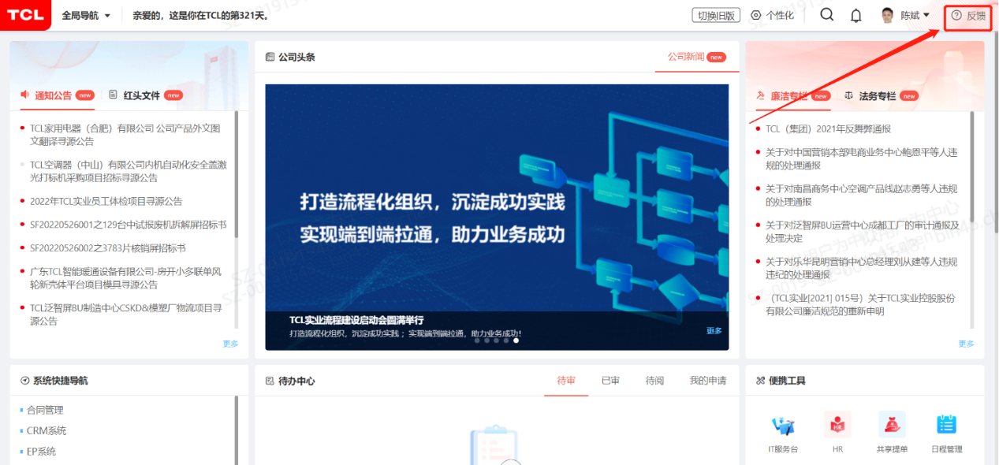 TCL 全局导航 亲爱的，这是你在TCL的第321天。 切换旧版 个性化 陈斌 反馈
通知公告 new 红头文件 new
TCL家用电器（合肥）有限公司 公司产品外文图
文翻译寻源公告
TCL空调器（中山）有限公司内机自动化安全盖激
光打标机采购项目招标寻源公告
2022年TCL实业员工体检项目寻源公告
SF20220526001之129台中试报废机拆解屏招标书
SF20220526002之3783片核销屏招标书
广东TCL智能暖通设备有限公司-房开小多联单风
轮新壳体平台项目模具寻源公告
TCL泛智屏BU制造中心CSKD&模塑厂物流项目寻
源公告
更多
公司头条 公司新闻 new
打造流程化组织，沉淀成功实践
实现端到端拉通，助力业务成功
TCL实业流程建设启动会圆满举行
打造流程化组织，沉淀成功实践 ；实现端到端拉通，助力业务成功！
更多
廉洁专栏 new 法务专栏 new
TCL（集团）2021年反舞弊通报
关于对中国营销本部电商业务中心鲍恩平等人违
规的处理通报
关于对南昌商务中心空调产品线赵志勇等人违规
的处理通报
关于对泛智屏BU运营中心成都工厂的审计通报及
处理决定
关于对乐华昆明营销中心总经理刘从建等人违规
违纪的处理通报
（TCL实业[2021] 015号）关于TCL实业控股股份
有限公司廉洁规范的重新申明
更多
系统快捷导航
合同管理
CRM系统
EP系统
待办中心 待审 已审 待阅 我的申请
便携工具
HR
IT服务台 HR 共享提单 日程管理